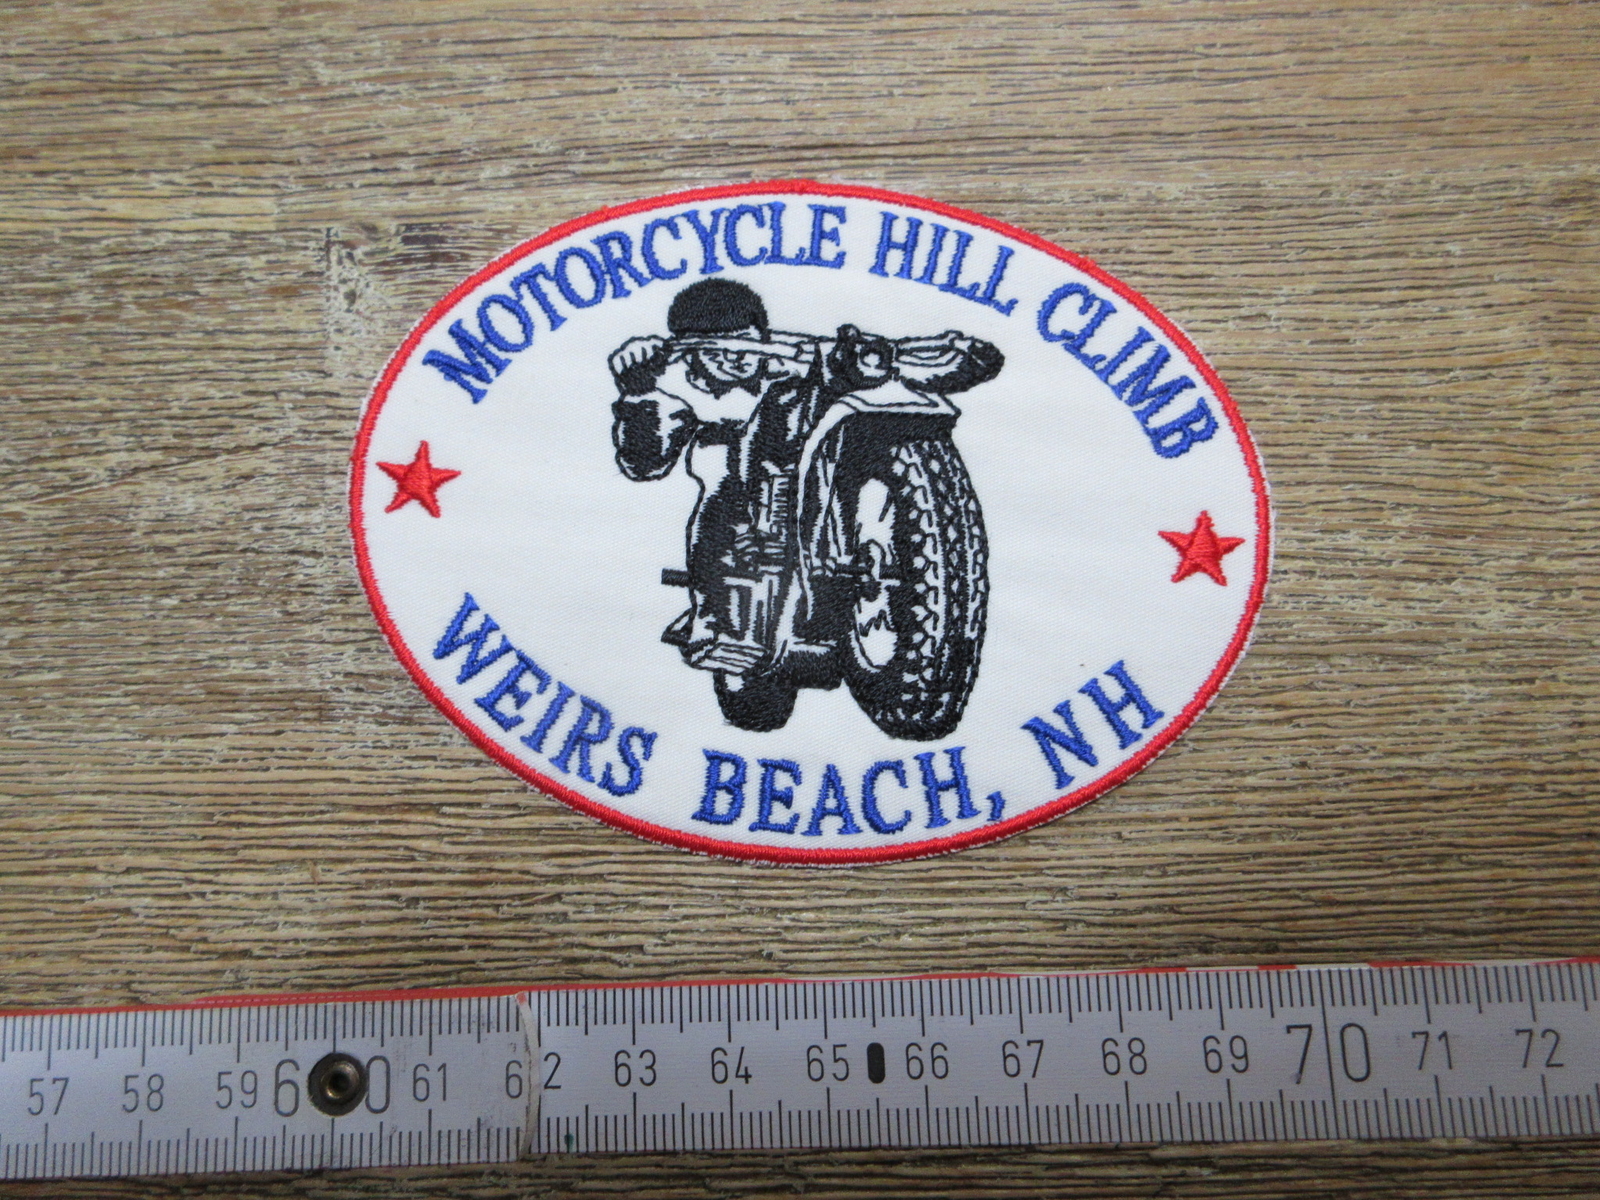 MOTORCYCLE HILL CLIMB
WEIRS BEACH, NH
57 58 59 60 61 62 63 64 65 66 67 68 69 70 71 72